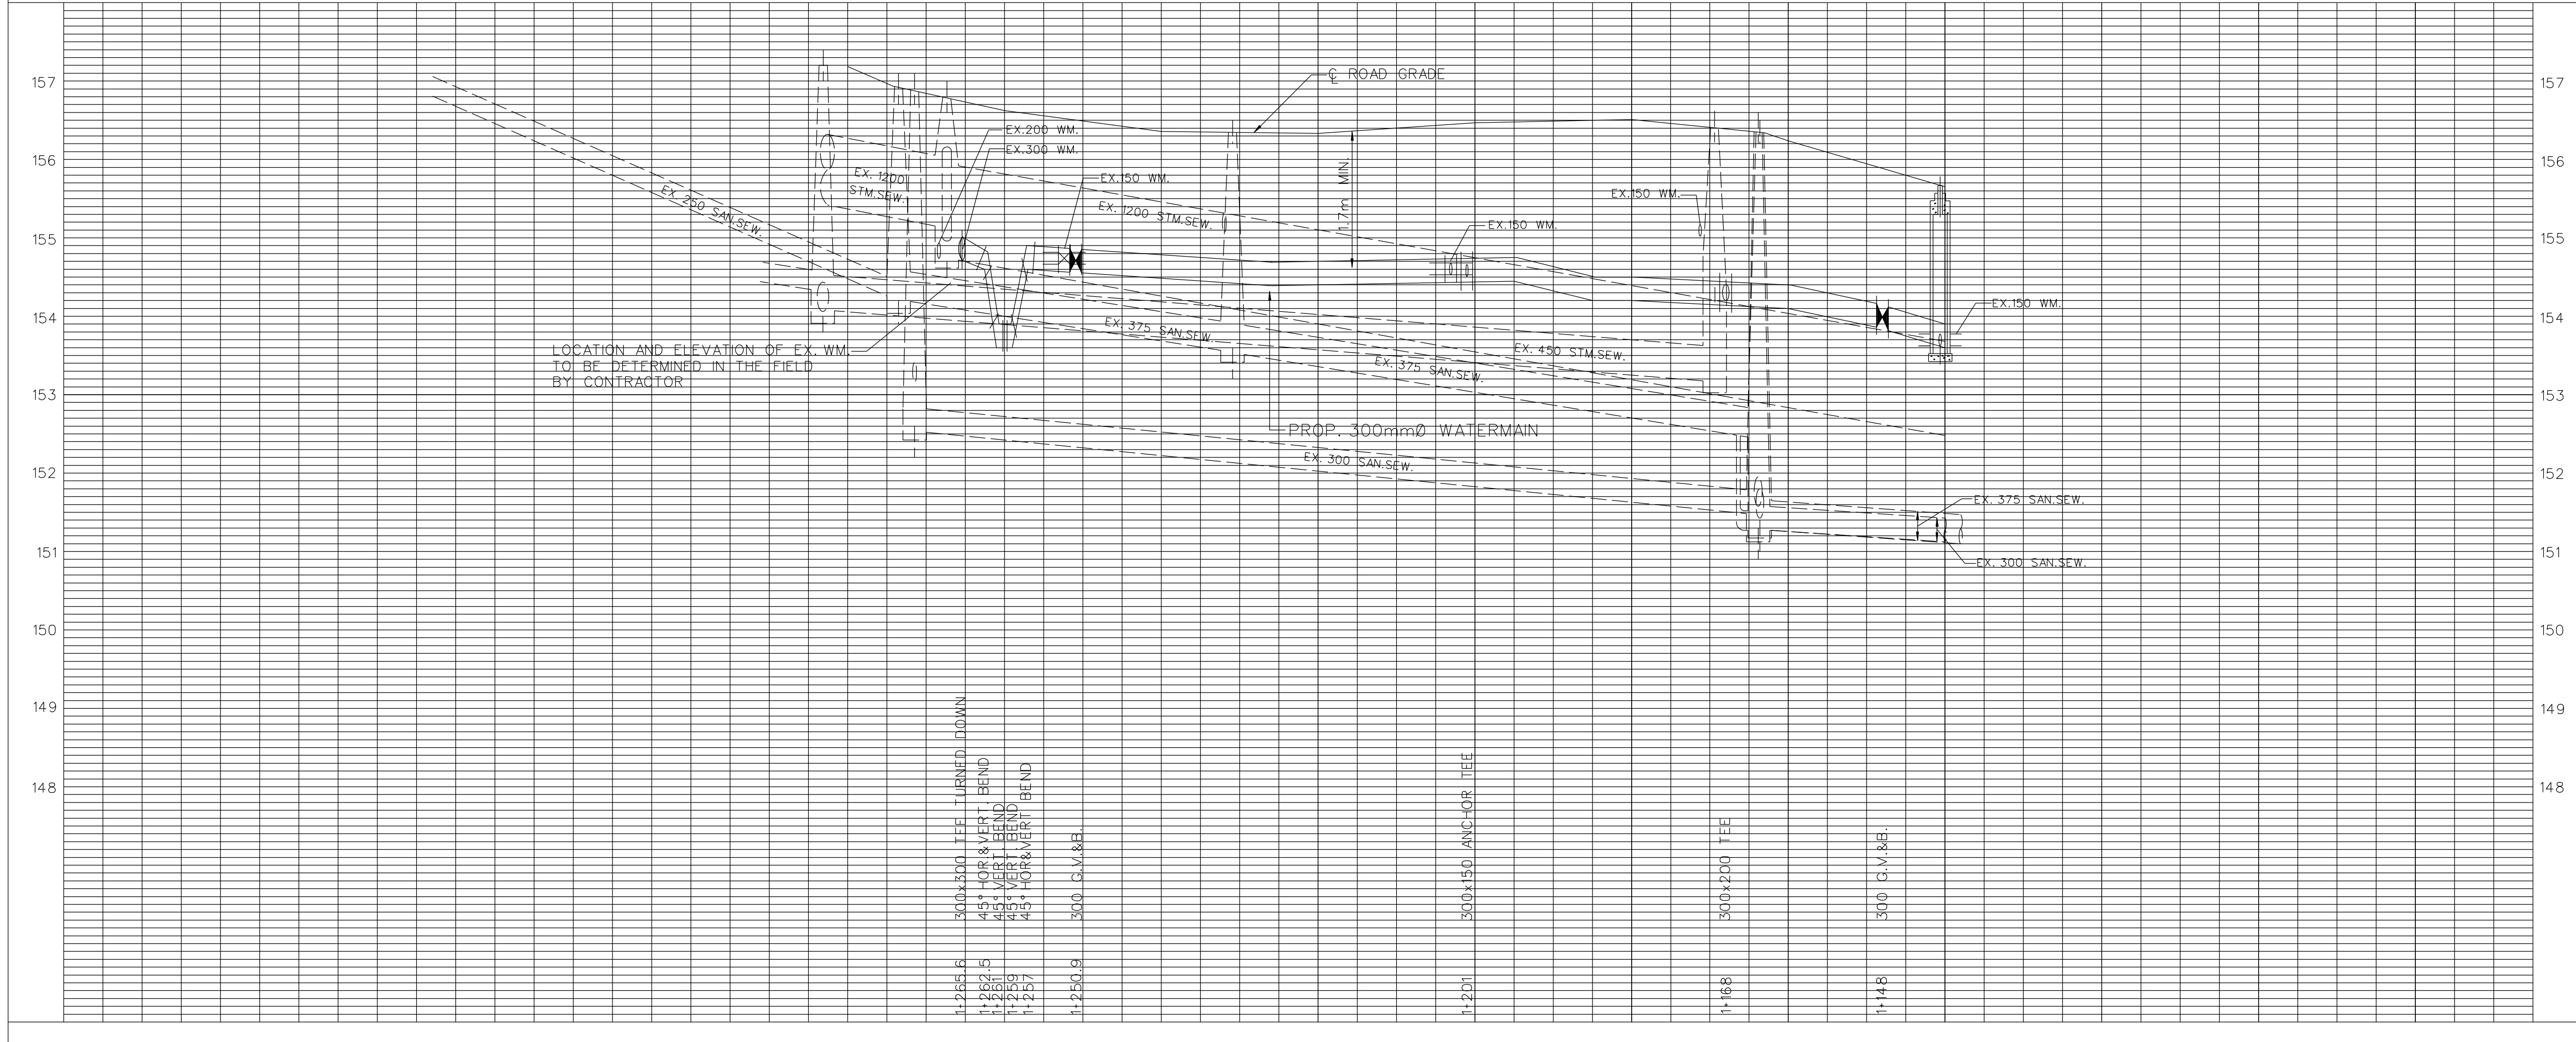 157
156
155
154
153
152
151
150
149
148
157
156
155
154
153
152
151
150
149
148
℄ ROAD GRADE
EX.200 WM.
EX.300 WM.
EX.150 WM.
EX. 1200
STM.SEW.
EX. 250 SAN.SEW.
EX. 1200 STM.SEW.
1.7m MIN.
EX.150 WM.
EX.150 WM.
EX.150 WM.
LOCATION AND ELEVATION OF EX. WM.
TO BE DETERMINED IN THE FIELD
BY CONTRACTOR
EX. 375 SAN.SEW.
EX. 450 STM.SEW.
EX. 375 SAN.SEW.
PROP. 300mmØ WATERMAIN
EX. 300 SAN.SEW.
EX. 375 SAN.SEW.
EX. 300 SAN.SEW.
300x300 TEE TURNED DOWN
45° HOR.&VERT. BEND
45° VERT. BEND
45° VERT. BEND
45° HOR&VERT BEND
300 G.V.&B.
300x150 ANCHOR TEE
300x200 TEE
300 G.V.&B.
1+265.6
1+262.5
1+261
1+259
1+257
1+250.9
1+201
1+168
1+148